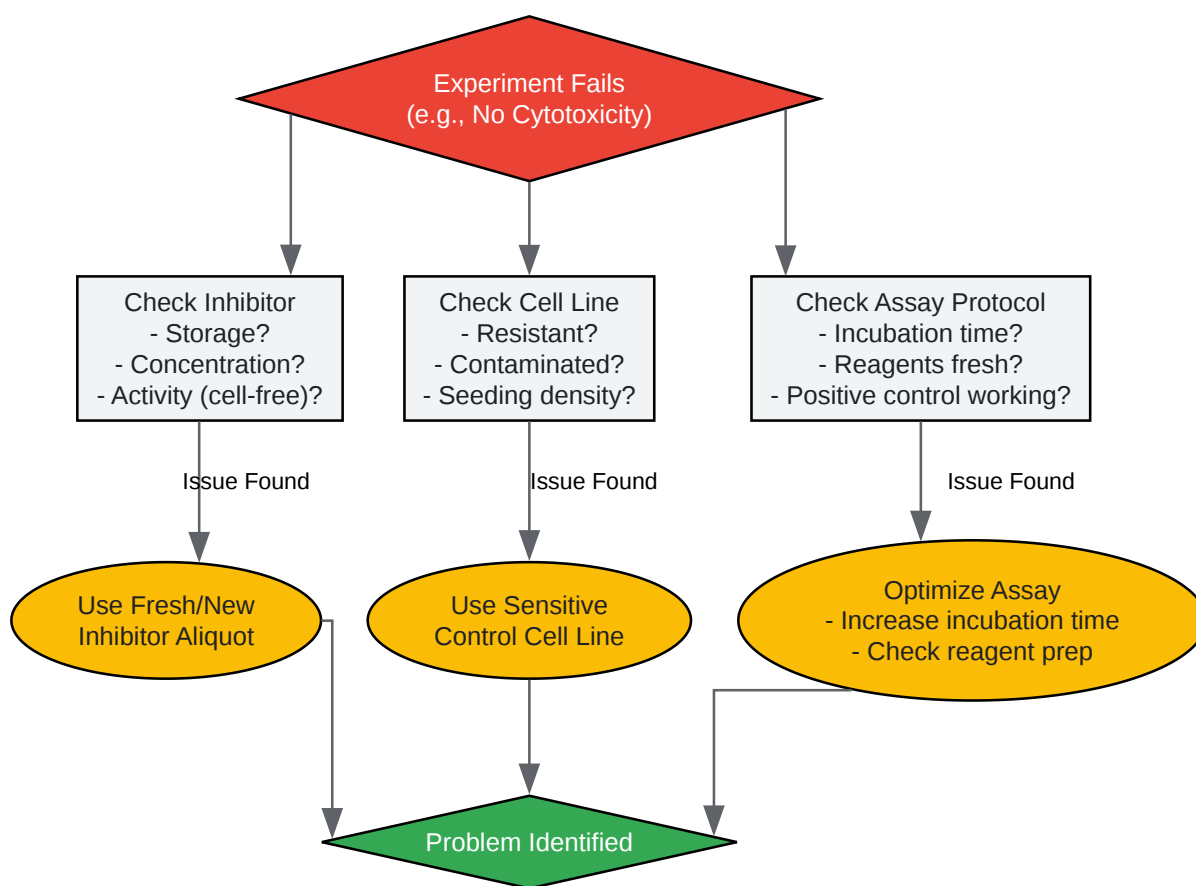 Experiment Fails
(e.g., No Cytotoxicity)
Check Inhibitor
- Storage?
- Concentration?
- Activity (cell-free)?
Check Cell Line
- Resistant?
- Contaminated?
- Seeding density?
Check Assay Protocol
- Incubation time?
- Reagents fresh?
- Positive control working?
Issue Found
Issue Found
Issue Found
Use Fresh/New
Inhibitor Aliquot
Use Sensitive
Control Cell Line
Optimize Assay
- Increase incubation time
- Check reagent prep
Problem Identified